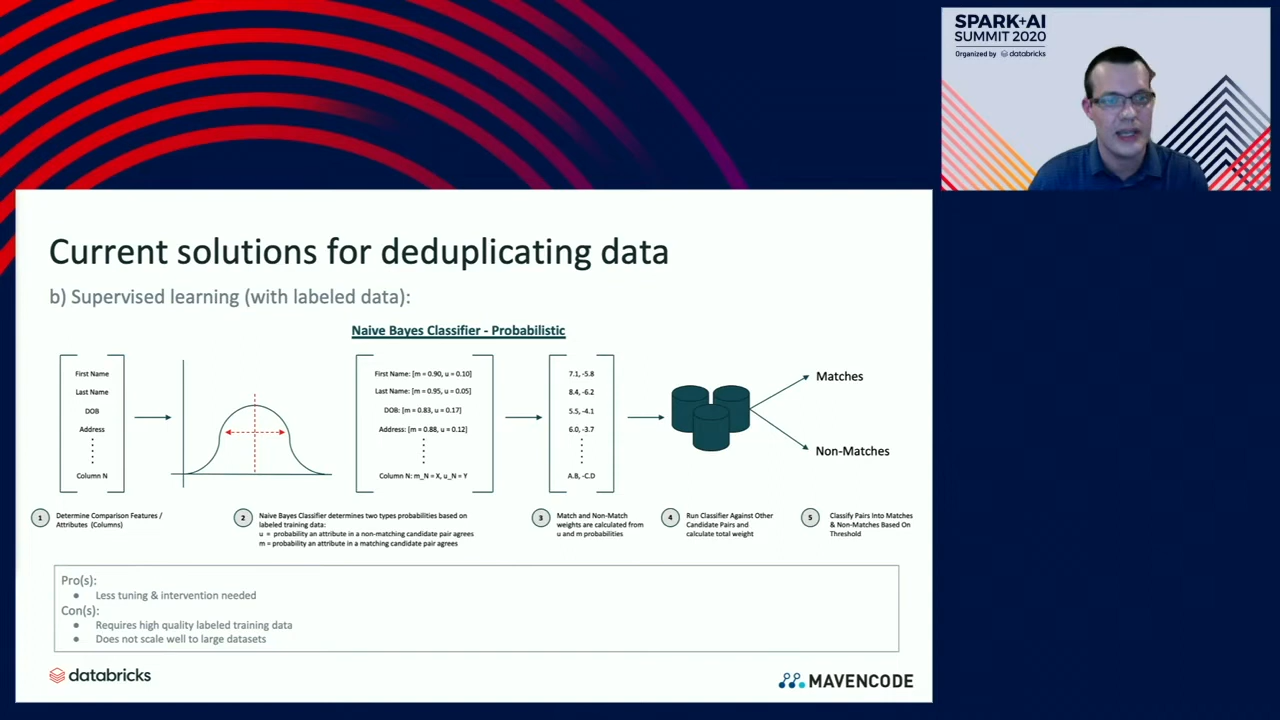 SPARK+AI
SUMMIT 2020
Organized by databricks
Current solutions for deduplicating data
b) Supervised learning (with labeled data):
Naive Bayes Classifier - Probabilistic
First Name
Last Name
DOB
Address
Column N
First Name: [m = 0.90, u = 0.10]
Last Name: [m = 0.95, u = 0.05]
DOB: [m = 0.83, u = 0.17]
Address: [m = 0.88, u = 0.12]
Column N: m_N = X, u_N = Y
7.1, -5.8
8.4, -6.2
5.5, -4.1
6.0, -3.7
A.B, -C.D
Matches
Non-Matches
1
Determine Comparison Features /
Attributes (Columns)
2
Naive Bayes Classifier determines two types probabilities based on
labeled training data:
u = probability an attribute in a non-matching candidate pair agrees
m = probability an attribute in a matching candidate pair agrees
3
Match and Non-Match
weights are calculated from
u and m probabilities
4
Run Classifier Against Other
Candidate Pairs and
calculate total weight
5
Classify Pairs Into Matches
& Non-Matches Based On
Threshold
Pro(s):
● Less tuning & intervention needed
Con(s):
● Requires high quality labeled training data
● Does not scale well to large datasets
databricks
MAVENCODE